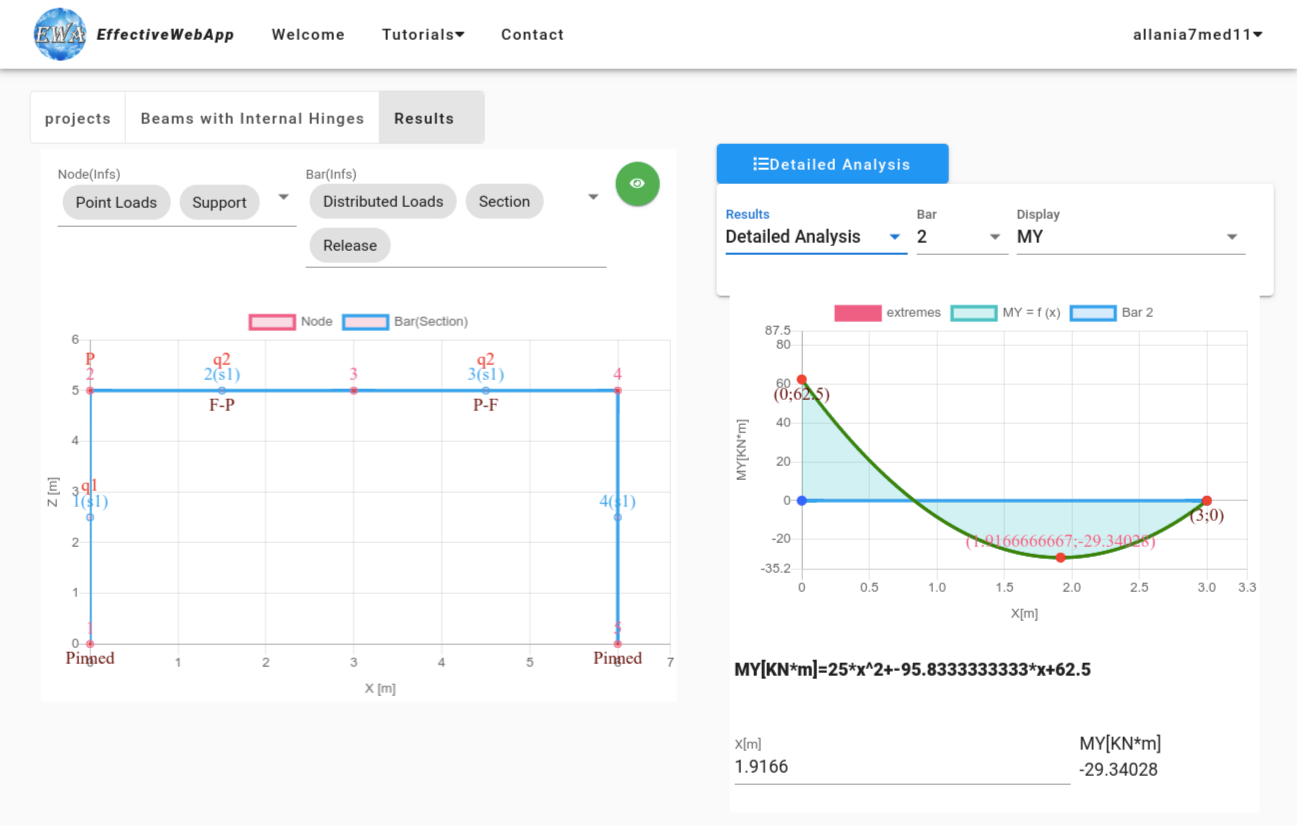 EWA EffectiveWebApp Welcome Tutorials Contact allania7med11
projects Beams with Internal Hinges Results
Node(Infs)
Point Loads Support
Bar(Infs)
Distributed Loads Section
Release
Node Bar(Section)
6
5
4
3
2
1
0
Z [m]
P
2
q2
2(s1)
F-P
3
q2
3(s1)
P-F
4
q1
1(s1)
4(s1)
1
5
Pinned
Pinned
0 1 2 3 4 5 6 7
X [m]
Detailed Analysis
Results Bar Display
Detailed Analysis 2 MY
extremes MY = f (x) Bar 2
87.5
80
60
40
20
0
-20
-35.2
MY[KN*m]
(0;62.5)
(1.9166666667;-29.34028)
(3;0)
0 0.5 1.0 1.5 2.0 2.5 3.0 3.3
X[m]
MY[KN*m]=25*x^2+-95.8333333333*x+62.5
X[m] MY[KN*m]
1.9166 -29.34028